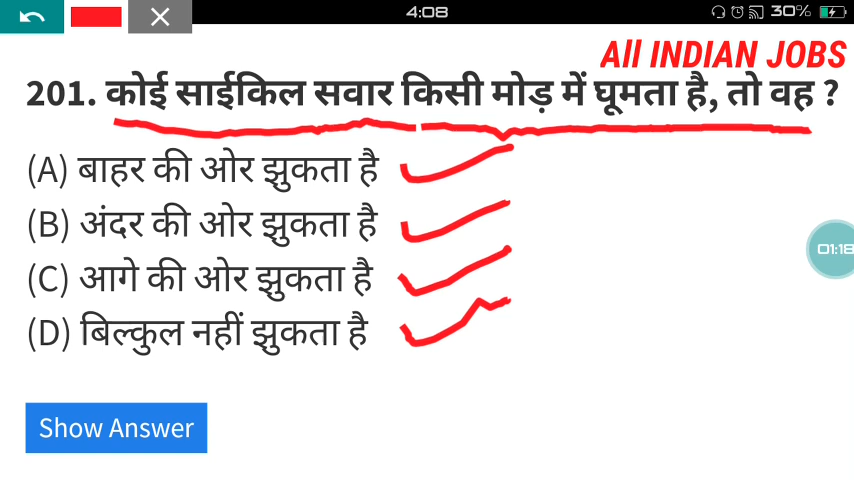 4:08
30%
All INDIAN JOBS
201. कोई साईकिल सवार किसी मोड़ में घूमता है, तो वह ?
(A) बाहर की ओर झुकता है
(B) अंदर की ओर झुकता है
(C) आगे की ओर झुकता है
(D) बिल्कुल नहीं झुकता है
01:18
Show Answer